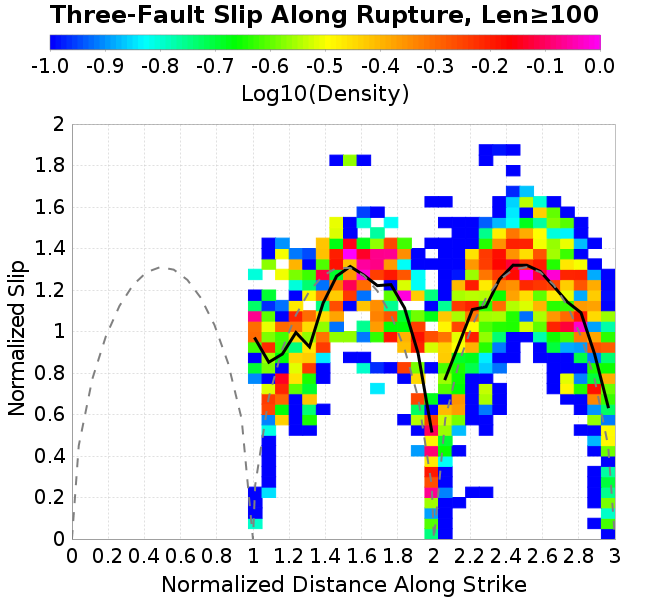 Three-Fault Slip Along Rupture, Len≥100
-1.0 -0.9 -0.8 -0.7 -0.6 -0.5 -0.4 -0.3 -0.2 -0.1 0.0
Log10(Density)
2
1.8
1.6
1.4
1.2
1
0.8
0.6
0.4
0.2
0
Normalized Slip
0 0.2 0.4 0.6 0.8 1 1.2 1.4 1.6 1.8 2 2.2 2.4 2.6 2.8 3
Normalized Distance Along Strike